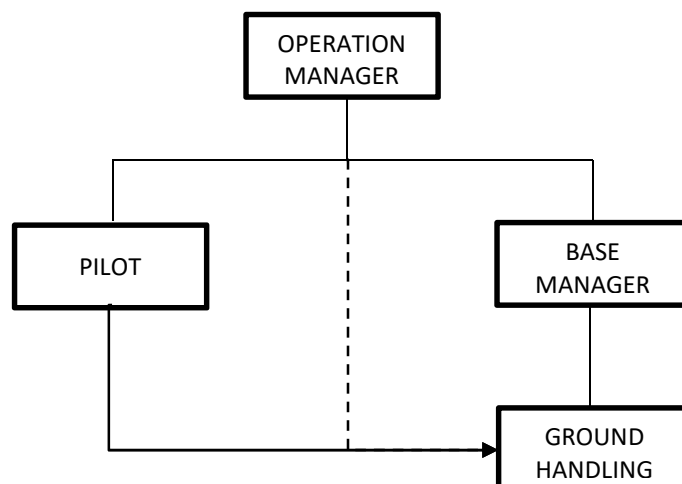 OPERATION
MANAGER
PILOT
BASE
MANAGER
GROUND
HANDLING